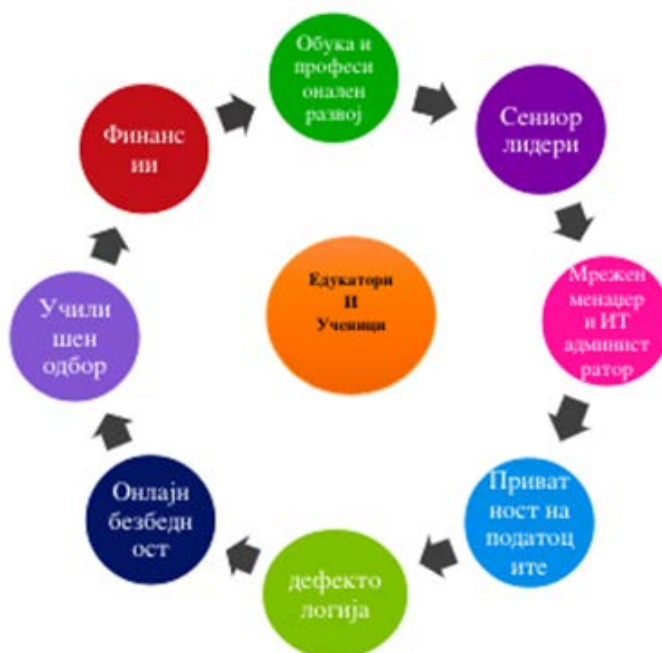 Обука и
професи
онален
развој
Сениор
лидери
Мрежен
менаџер
и ИТ
админист
ратор
Приват
ност на
податоц
ите
дефекто
логија
Онлајн
безбедн
ост
Учили
шен
одбор
Финанс
ии
Едукатори
И
Ученици